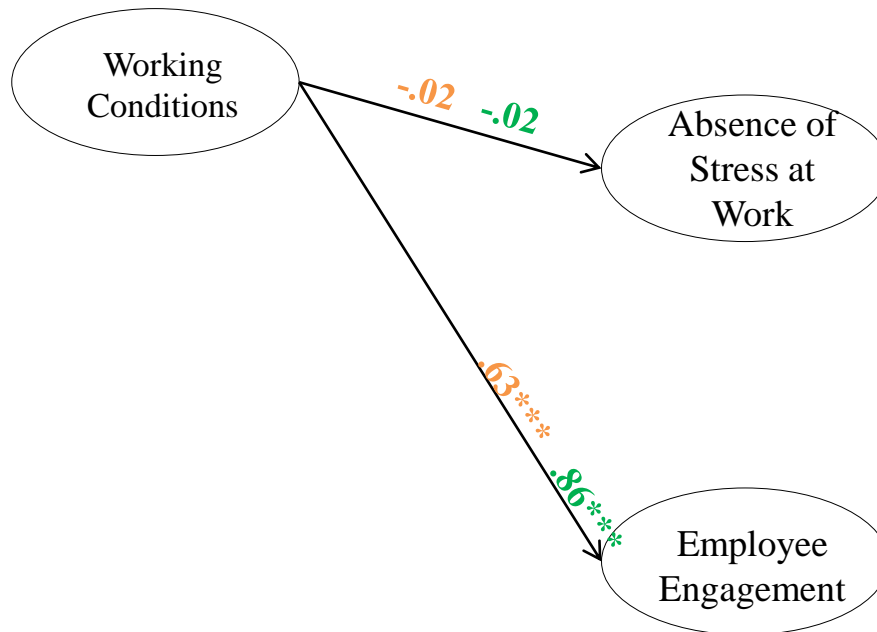 Working
Conditions
-.02
-.02
Absence of
Stress at
Work
.63***
.86***
Employee
Engagement